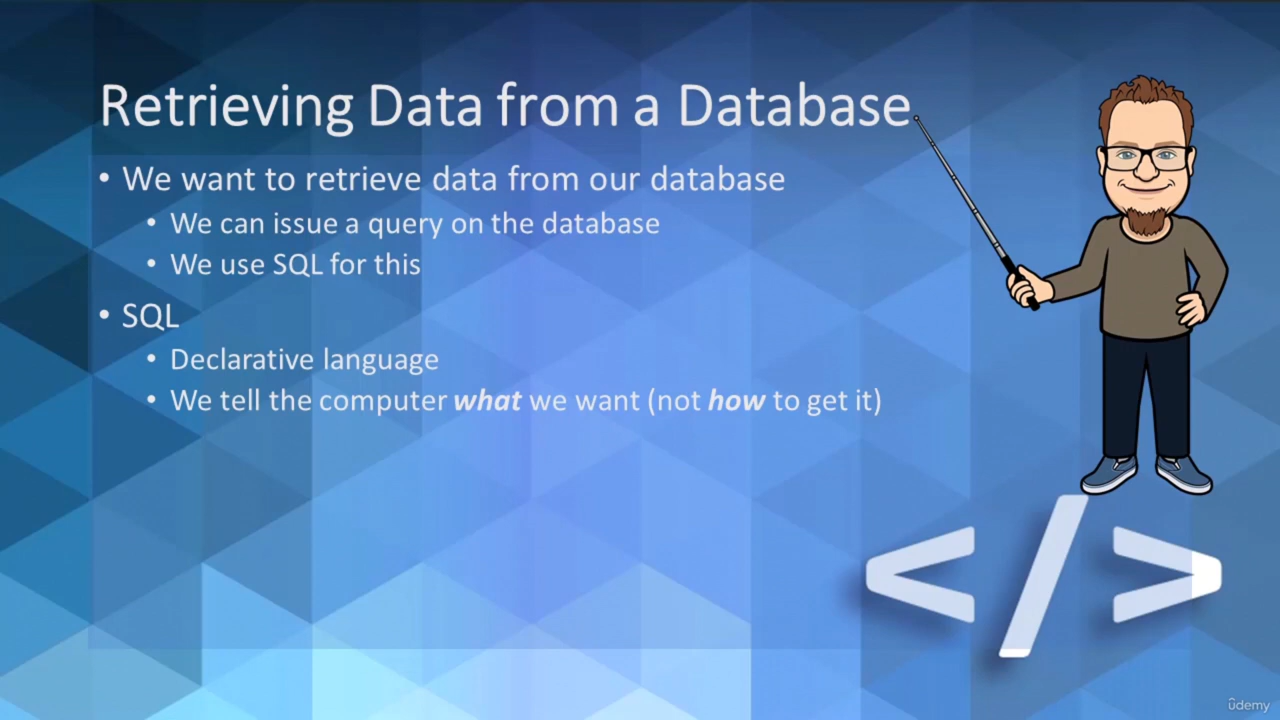 Retrieving Data from a Database
• We want to retrieve data from our database
• We can issue a query on the database
• We use SQL for this
• SQL
• Declarative language
• We tell the computer what we want (not how to get it)
</>
ûdemy